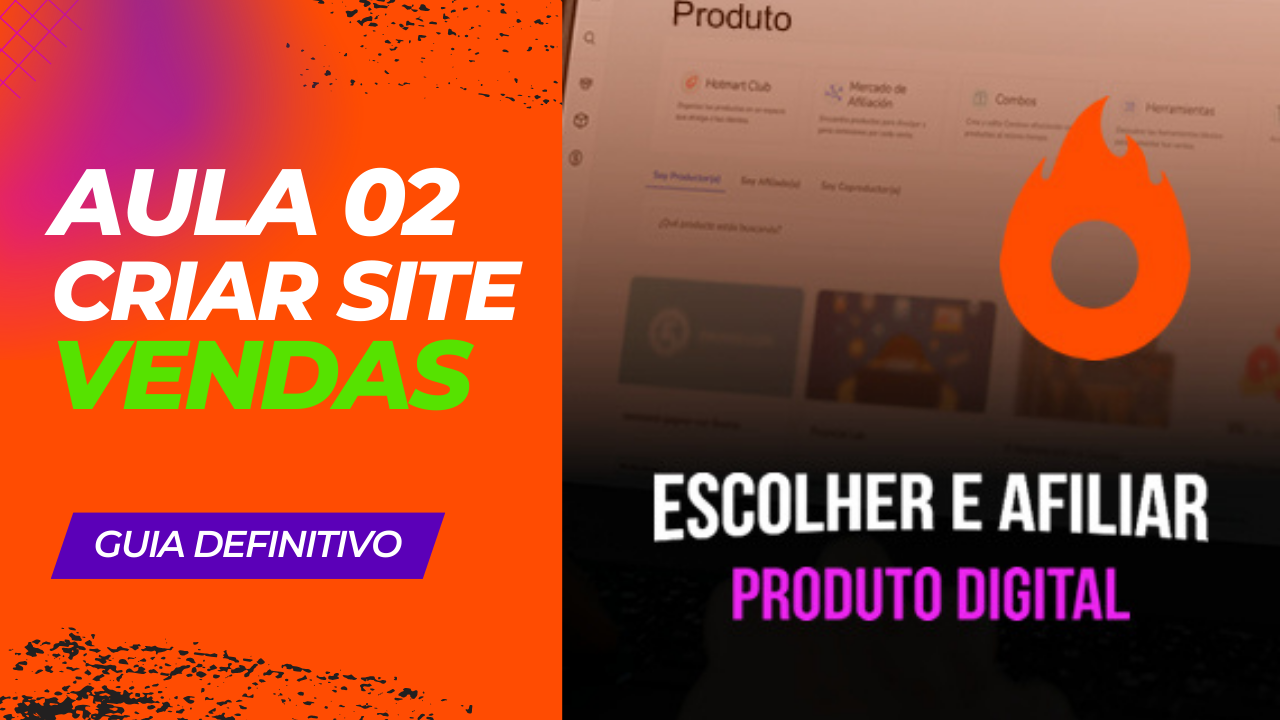 AULA 02
CRIAR SITE
VENDAS
GUIA DEFINITIVO
Produto
Hotmart Club
Mercado de
Afiliación
Combos
Herramientas
Soy Productor(a)
Soy Afiliado(a)
Soy Coproductor(a)
¿Qué producto estás buscando?
ESCOLHER E AFILIAR
PRODUTO DIGITAL